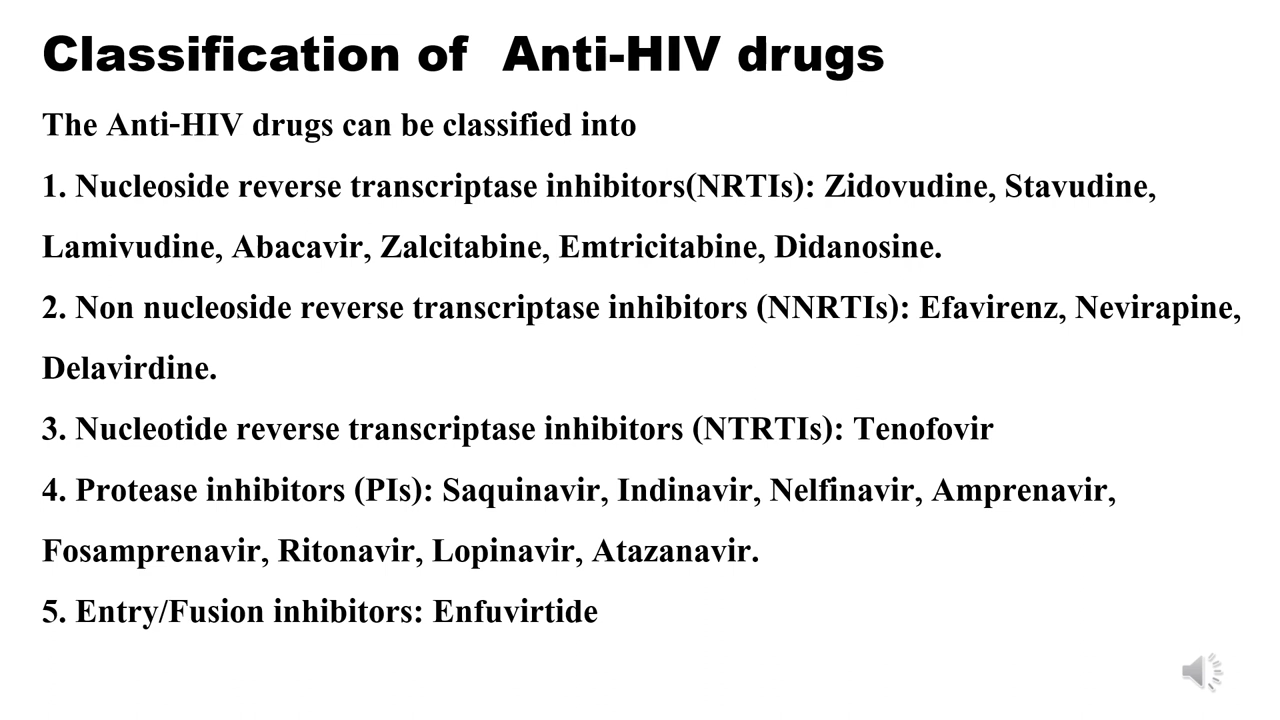 Classification of  Anti-HIV drugs
The Anti-HIV drugs can be classified into
1. Nucleoside reverse transcriptase inhibitors(NRTIs): Zidovudine, Stavudine,
Lamivudine, Abacavir, Zalcitabine, Emtricitabine, Didanosine.
2. Non nucleoside reverse transcriptase inhibitors (NNRTIs): Efavirenz, Nevirapine,
Delavirdine.
3. Nucleotide reverse transcriptase inhibitors (NTRTIs): Tenofovir
4. Protease inhibitors (PIs): Saquinavir, Indinavir, Nelfinavir, Amprenavir,
Fosamprenavir, Ritonavir, Lopinavir, Atazanavir.
5. Entry/Fusion inhibitors: Enfuvirtide